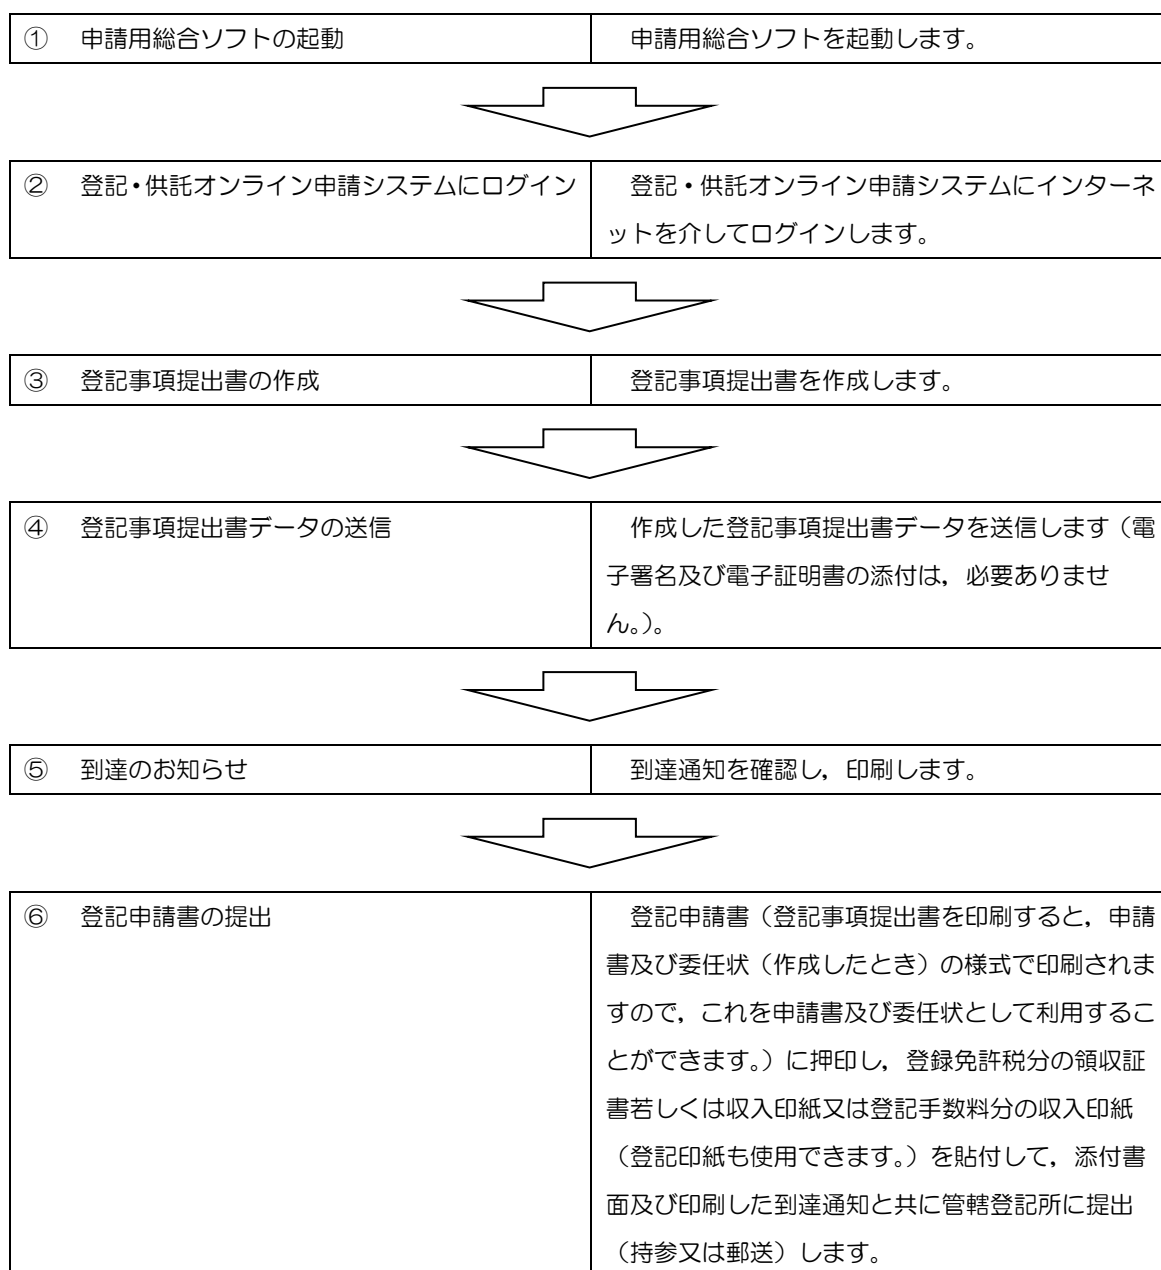 ① 申請用総合ソフトの起動
申請用総合ソフトを起動します。
② 登記・供託オンライン申請システムにログイン
登記・供託オンライン申請システムにインターネ
ットを介してログインします。
③ 登記事項提出書の作成
登記事項提出書を作成します。
④ 登記事項提出書データの送信
作成した登記事項提出書データを送信します（電
子署名及び電子証明書の添付は，必要ありませ
ん。）。
⑤ 到達のお知らせ
到達通知を確認し，印刷します。
⑥ 登記申請書の提出
登記申請書（登記事項提出書を印刷すると，申請
書及び委任状（作成したとき）の様式で印刷されま
すので，これを申請書及び委任状として利用するこ
とができます。）に押印し，登録免許税分の領収証
書若しくは収入印紙又は登記手数料分の収入印紙
（登記印紙も使用できます。）を貼付して，添付書
面及び印刷した到達通知と共に管轄登記所に提出
（持参又は郵送）します。